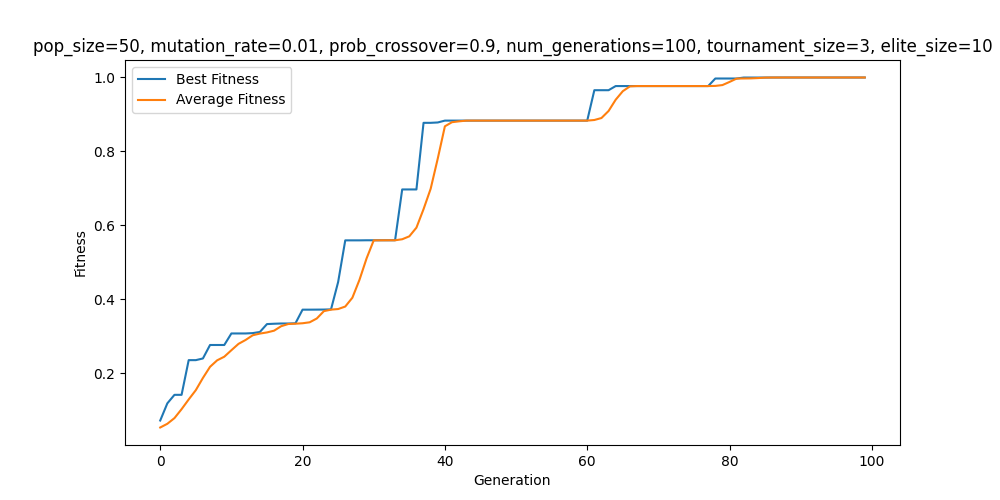 pop_size=50, mutation_rate=0.01, prob_crossover=0.9, num_generations=100, tournament_size=3, elite_size=10
Best Fitness
Average Fitness
1.0
0.8
0.6
0.4
0.2
Fitness
0 20 40 60 80 100
Generation